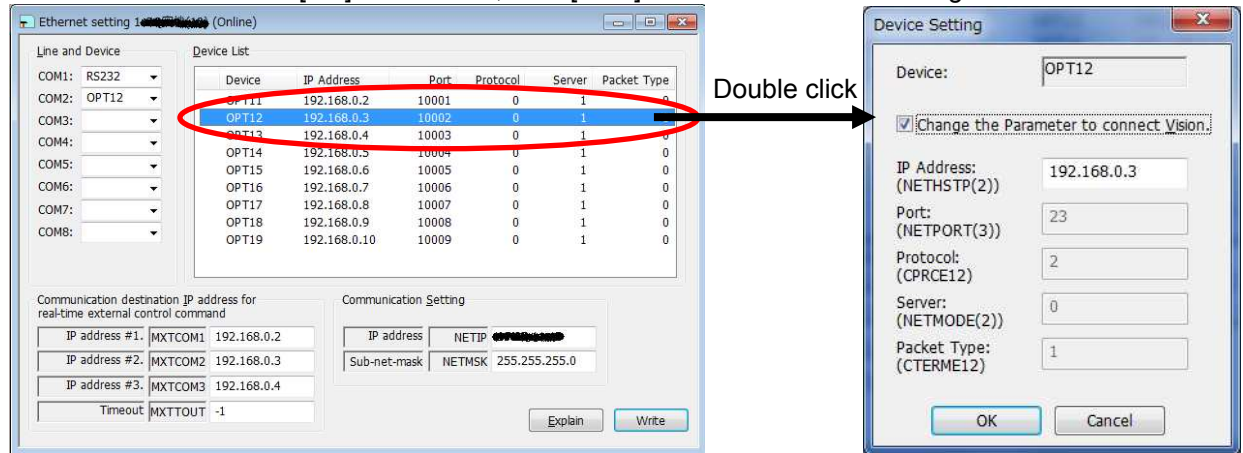 Ethernet setting 1 (Online)
Line and Device
COM1: RS232
COM2: OPT12
COM3:
COM4:
COM5:
COM6:
COM7:
COM8:
Device List
Device IP Address Port Protocol Server Packet Type
OPT11 192.168.0.2 10001 0 1 0
OPT12 192.168.0.3 10002 0 1
OPT13 192.168.0.4 10003 0 1 0
OPT14 192.168.0.5 10004 0 1 0
OPT15 192.168.0.6 10005 0 1 0
OPT16 192.168.0.7 10006 0 1 0
OPT17 192.168.0.8 10007 0 1 0
OPT18 192.168.0.9 10008 0 1 0
OPT19 192.168.0.10 10009 0 1 0
Communication destination IP address for
real-time external control command
IP address #1. MXTCOM1 192.168.0.2
IP address #2. MXTCOM2 192.168.0.3
IP address #3. MXTCOM3 192.168.0.4
Timeout MXTTOUT -1
Communication Setting
IP address NETIP
Sub-net-mask NETMSK 255.255.255.0
Explain Write
Double click
Device Setting
Device: OPT12
Change the Parameter to connect Vision.
IP Address: 192.168.0.3
(NETHSTP(2))
Port: 23
(NETPORT(3))
Protocol: 2
(CPRCE12)
Server: 0
(NETMODE(2))
Packet Type: 1
(CTERME12)
OK Cancel